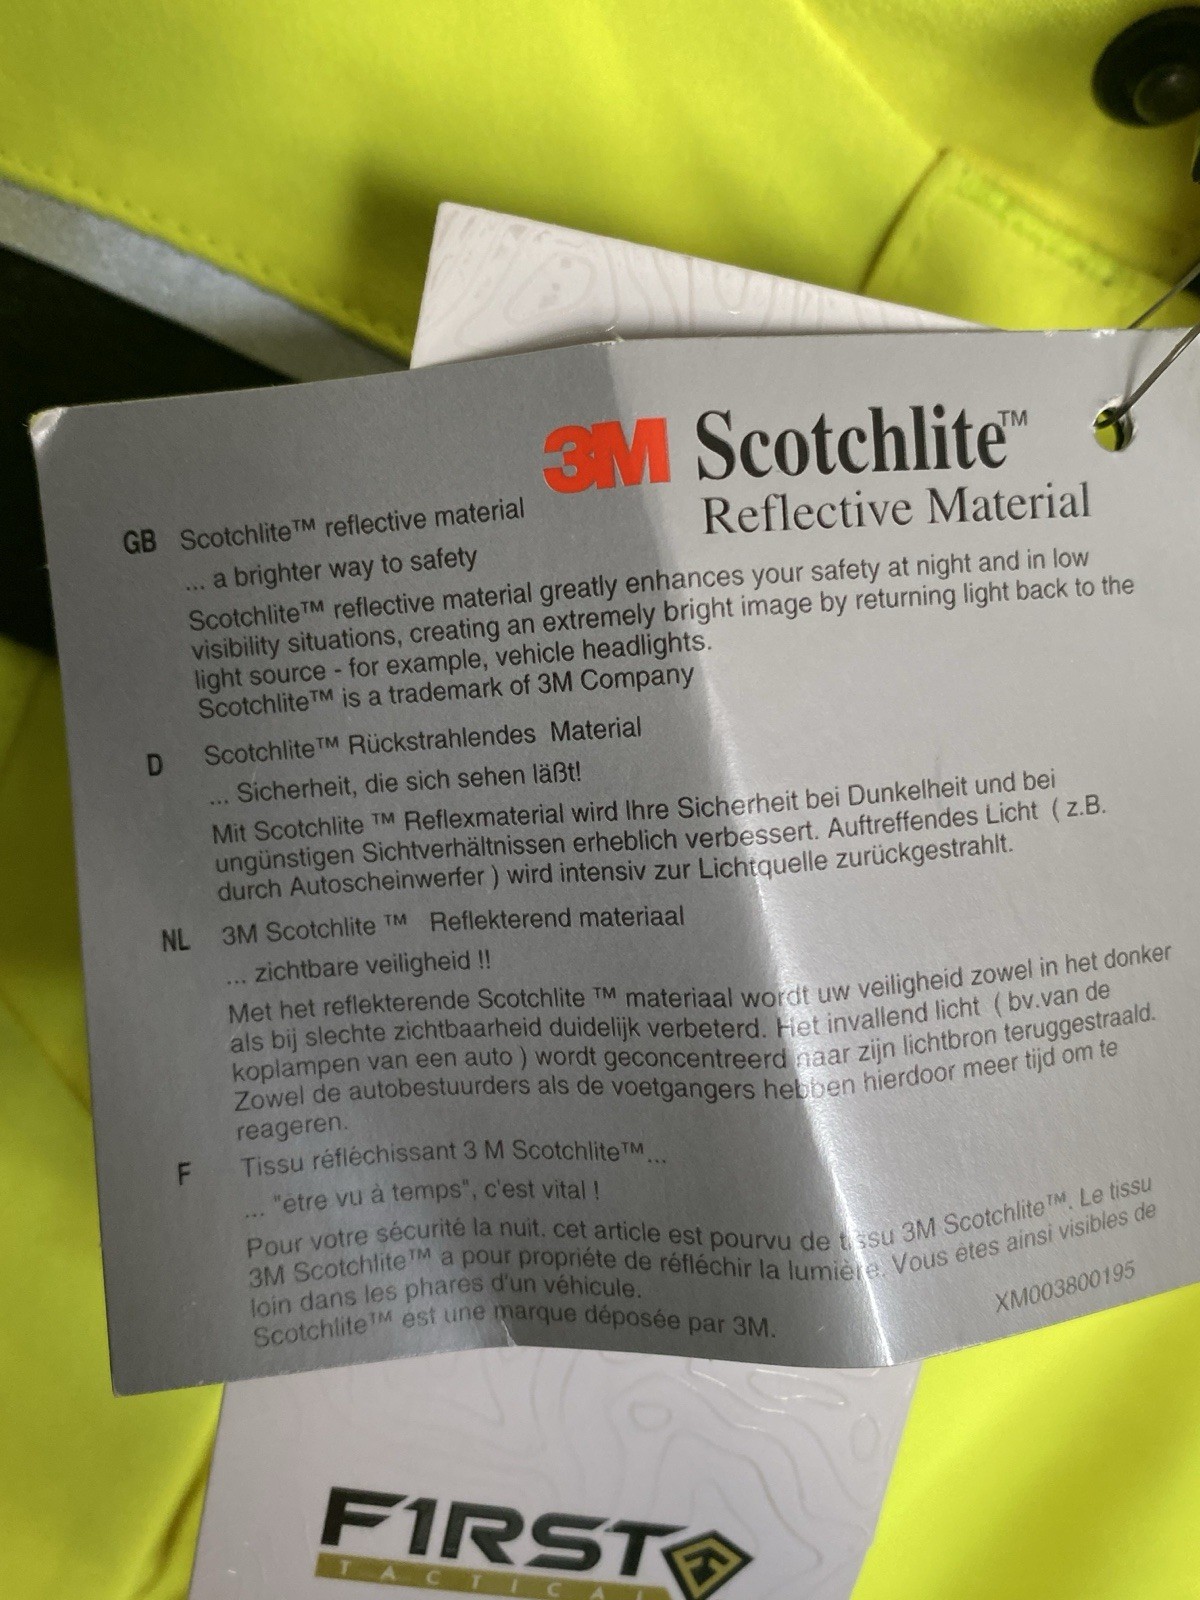 3M Scotchlite™
Reflective Material
GB Scotchlite™ reflective material
... a brighter way to safety
Scotchlite™ reflective material greatly enhances your safety at night and in low
visibility situations, creating an extremely bright image by returning light back to the
light source - for example, vehicle headlights.
Scotchlite™ is a trademark of 3M Company
D Scotchlite™ Rückstrahlendes Material
... Sicherheit, die sich sehen läßt!
Mit Scotchlite ™ Reflexmaterial wird Ihre Sicherheit bei Dunkelheit und bei
ungünstigen Sichtverhältnissen erheblich verbessert. Auftreffendes Licht ( z.B.
durch Autoscheinwerfer ) wird intensiv zur Lichtquelle zurückgestrahlt.
NL 3M Scotchlite ™ Reflekterend materiaal
... zichtbare veiligheid !!
Met het reflekterende Scotchlite ™ materiaal wordt uw veiligheid zowel in het donker
als bij slechte zichtbaarheid duidelijk verbeterd. Het invallend licht ( bv.van de
koplampen van een auto ) wordt geconcentreerd naar zijn lichtbron teruggestraald.
Zowel de autobestuurders als de voetgangers hebben hierdoor meer tijd om te
reageren.
F Tissu réfléchissant 3 M Scotchlite™...
... "être vu à temps", c'est vital !
Pour votre sécurité la nuit. cet article est pourvu de tissu 3M Scotchlite™. Le tissu
3M Scotchlite™ a pour propriéte de réfléchir la lumière. Vous êtes ainsi visibles de
loin dans les phares d'un véhicule.
Scotchlite™ est une marque déposée par 3M.
XM003800195
F1RST
TACTICAL